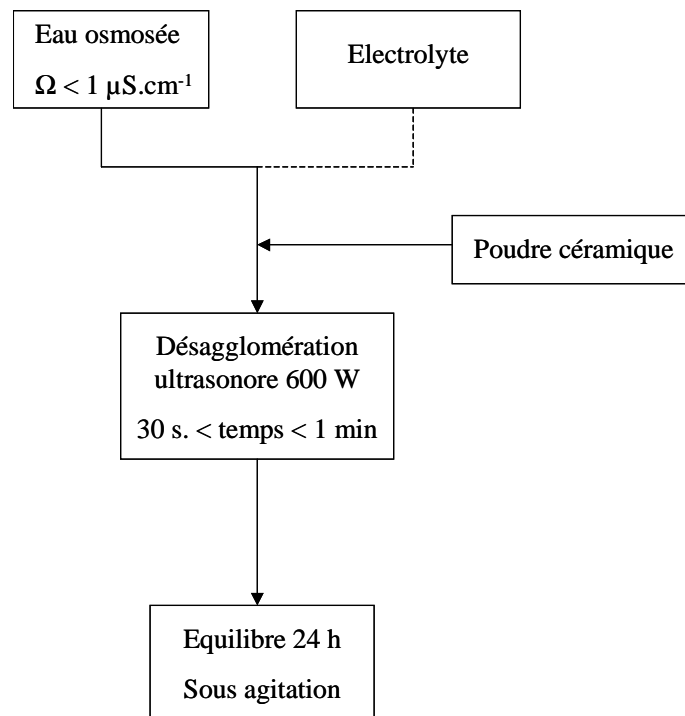 Eau osmosée
Ω < 1 µS.cm⁻¹
Electrolyte
Poudre céramique
Désagglomération
ultrasonore 600 W
30 s. < temps < 1 min
Equilibre 24 h
Sous agitation